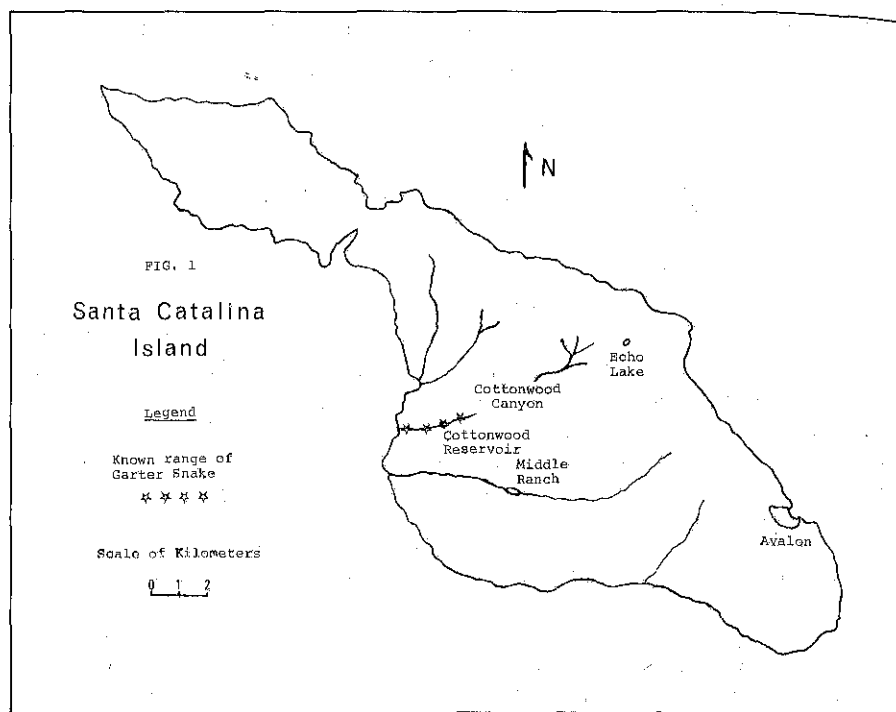 N
FIG. 1
Santa Catalina
Island
Echo
Lake
Legend
Cottonwood
Canyon
Cottonwood
Reservoir
Known range of
Garter Snake
Middle
Ranch
Avalon
Scale of Kilometers
0 1 2